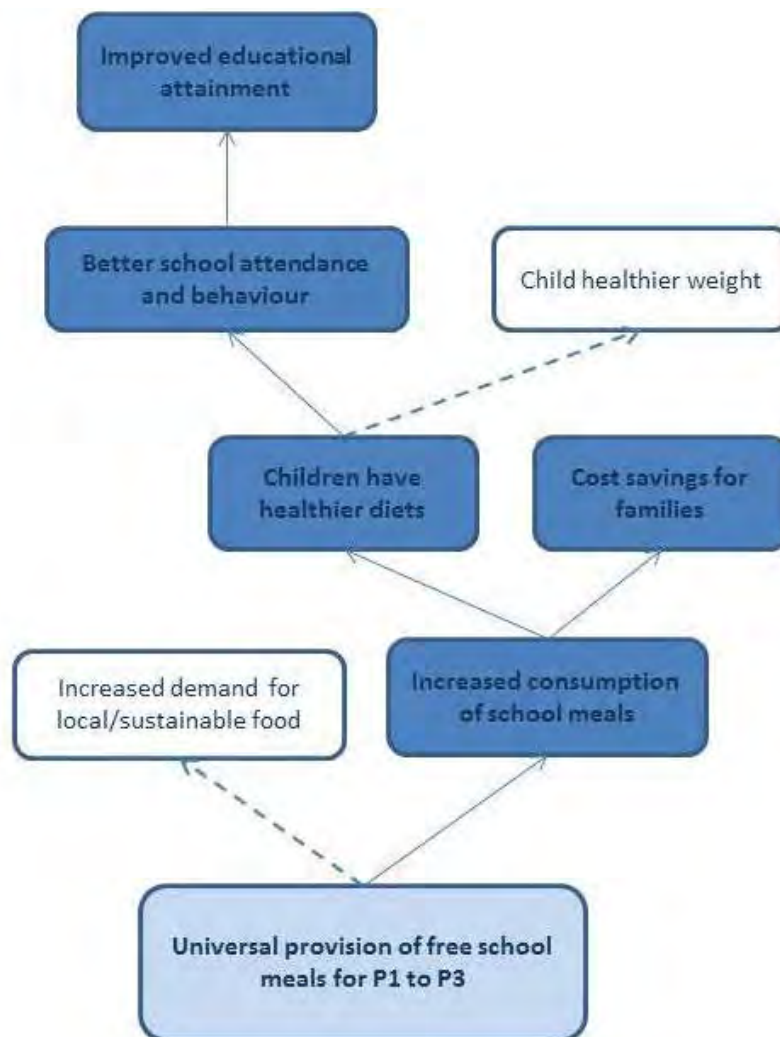 Improved educational
attainment
Better school attendance
and behaviour
Child healthier weight
Children have
healthier diets
Cost savings for
families
Increased demand for
local/sustainable food
Increased consumption
of school meals
Universal provision of free school
meals for P1 to P3